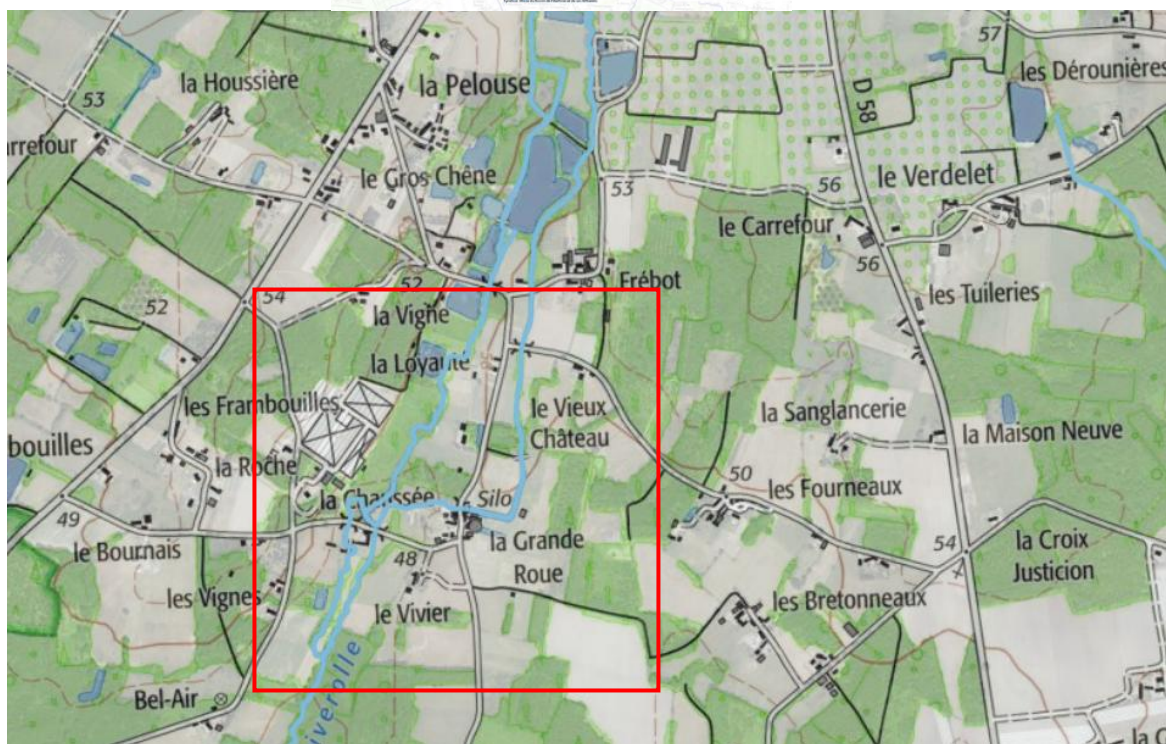 57
la Houssière
la Pelouse
les Dérounières
53
D 58
arrefour
le Gros Chêne
53
56
le Verdelet
le Carrefour
56
52
Frébot
54
les Tuileries
52
la Vigne
la Loyauté
les Frambouilles
le Vieux
Château
la Sanglancerie
la Maison Neuve
bouilles
la Roche
50
la Chaussée
Silo
les Fourneaux
49
la Grande
Roue
54
la Croix
Justicion
le Bournais
48
les Vignes
le Vivier
les Bretonneaux
iverolle
Bel-Air
la C